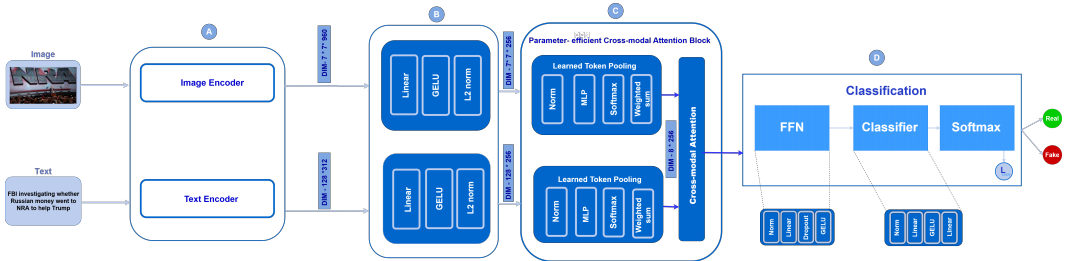 A
B
C
Parameter- efficient Cross-modal Attention Block
D
Image
NRA
Image Encoder
DIM- 7* 7* 960
Linear
GELU
L2 norm
DIM - 7* 7* 256
Learned Token Pooling
Norm
MLP
Softmax
Weighted sum
Text
FBI investigating whether
Russian money went to
NRA to help Trump
Text Encoder
DIM - 128 *312
Linear
GELU
L2 norm
DIM - 128 * 256
Learned Token Pooling
Norm
MLP
Softmax
Weighted sum
DIM - 8 * 256
Cross-modal Attention
Classification
FFN
Classifier
Softmax
L
Real
Fake
Norm
Linear
Dropout
GELU
Norm
Linear
GELU
Linear